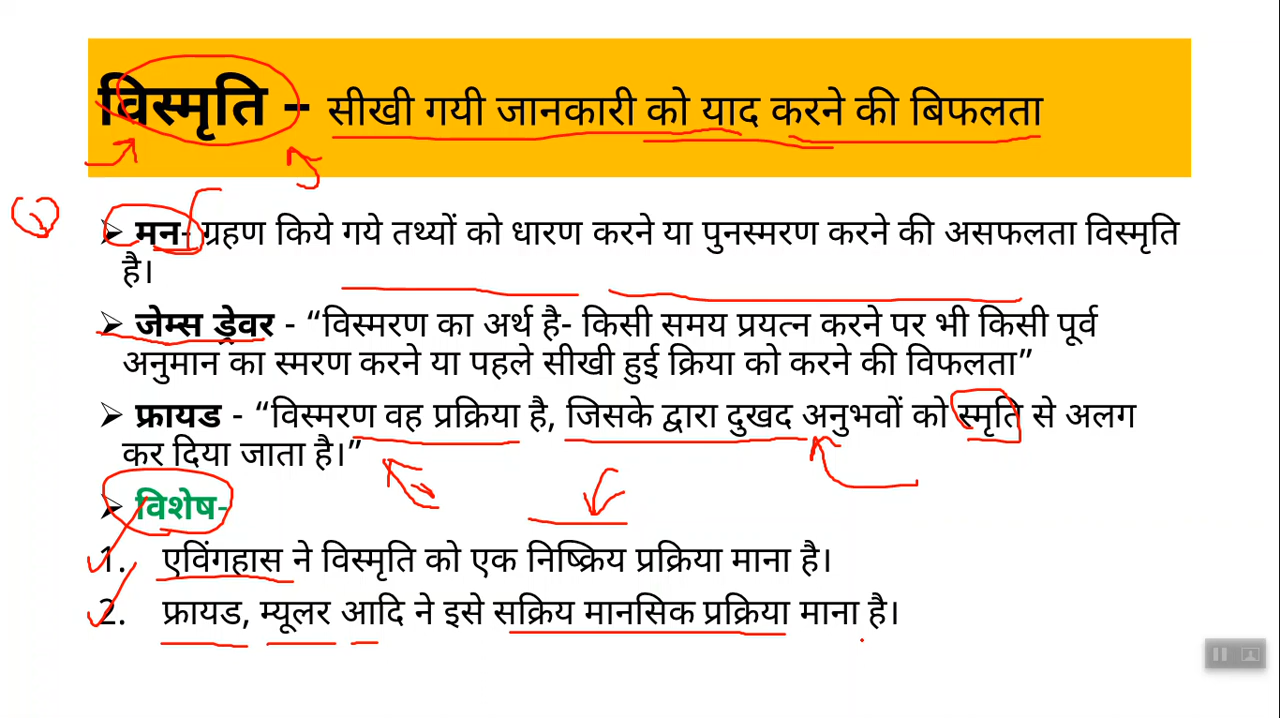 विस्मृति – सीखी गयी जानकारी को याद करने की बिफलता
➢ मन- ग्रहण किये गये तथ्यों को धारण करने या पुनस्मरण करने की असफलता विस्मृति
है।
➢ जेम्स ड्रेवर - “विस्मरण का अर्थ है- किसी समय प्रयत्न करने पर भी किसी पूर्व
अनुमान का स्मरण करने या पहले सीखी हुई क्रिया को करने की विफलता”
➢ फ्रायड - “विस्मरण वह प्रक्रिया है, जिसके द्वारा दुखद अनुभवों को स्मृति से अलग
कर दिया जाता है।”
➢ विशेष-
1. एविंगहास ने विस्मृति को एक निष्क्रिय प्रक्रिया माना है।
2. फ्रायड, म्यूलर आदि ने इसे सक्रिय मानसिक प्रक्रिया माना है।